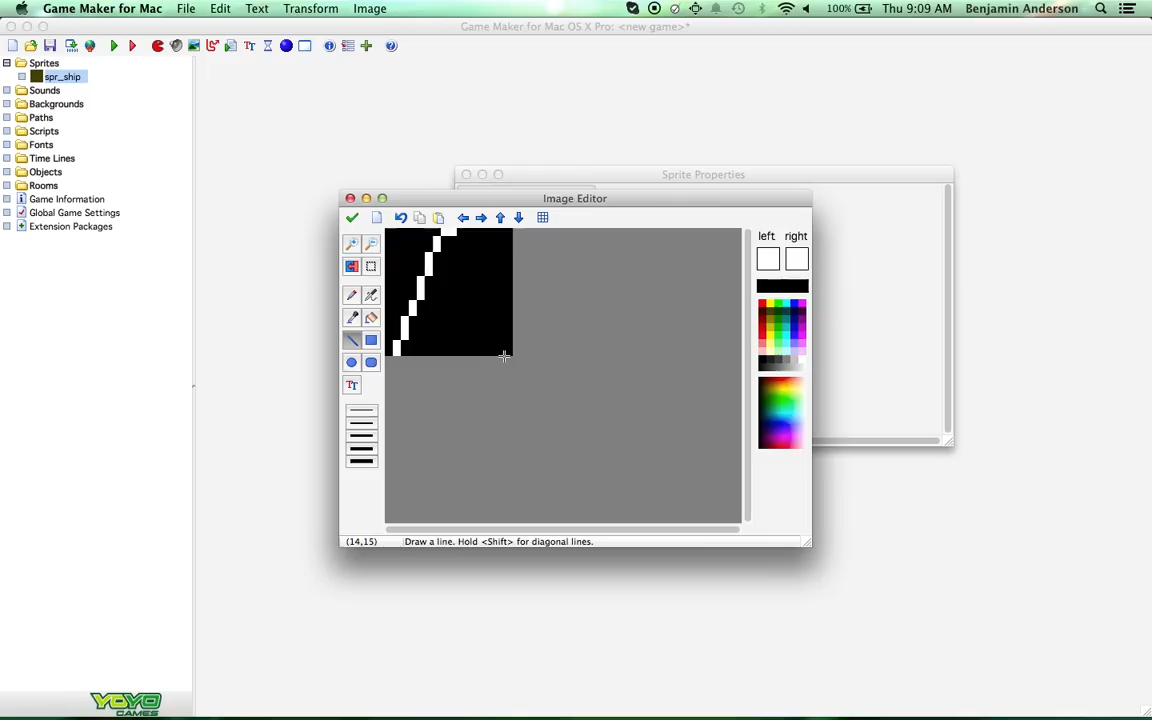 Game Maker for Mac File Edit Text Transform Image 100% Thu 9:09 AM Benjamin Anderson
Game Maker for Mac OS X Pro: <new game>*
Sprites
spr_ship
Sounds
Backgrounds
Paths
Scripts
Fonts
Time Lines
Objects
Rooms
Game Information
Global Game Settings
Extension Packages
Sprite Properties
Image Editor
left right
(14,15) Draw a line. Hold <Shift> for diagonal lines.
YOYO
GAMES